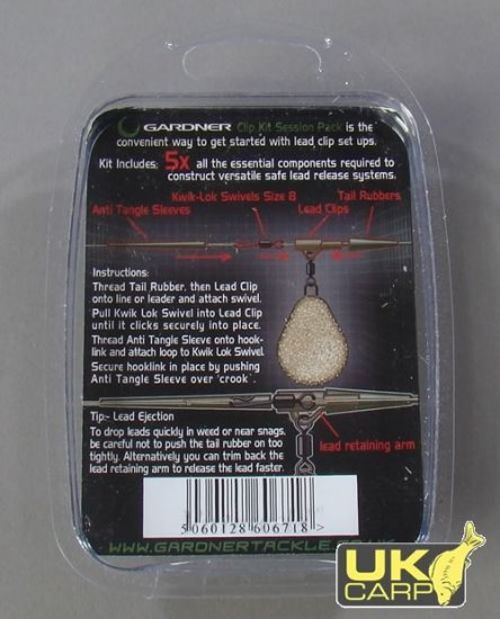 GARDNER Clip Kit Session Pack is the
convenient way to get started with lead clip set ups.
Kit Includes: 5x all the essential components required to
construct versatile safe lead release systems.
Kwik-Lok Swivels Size 8 Tail Rubbers
Anti Tangle Sleeves Lead Clips
Instructions:
Thread Tail Rubber, then Lead Clip
onto line or leader and attach swivel.
Pull Kwik Lok Swivel into Lead Clip
until it clicks securely into place.
Thread Anti Tangle Sleeve onto hook-
link and attach loop to Kwik Lok Swivel
Secure hooklink in place by pushing
Anti Tangle Sleeve over 'crook'.
Tip:- Lead Ejection
To drop leads quickly in weed or near snags,
be careful not to push the tail rubber on too
tightly. Alternatively you can trim back the
lead retaining arm to release the lead faster.
lead retaining arm
5 060128 606718 >
WWW.GARDNERTACKLE.CO.UK
UK
CARP